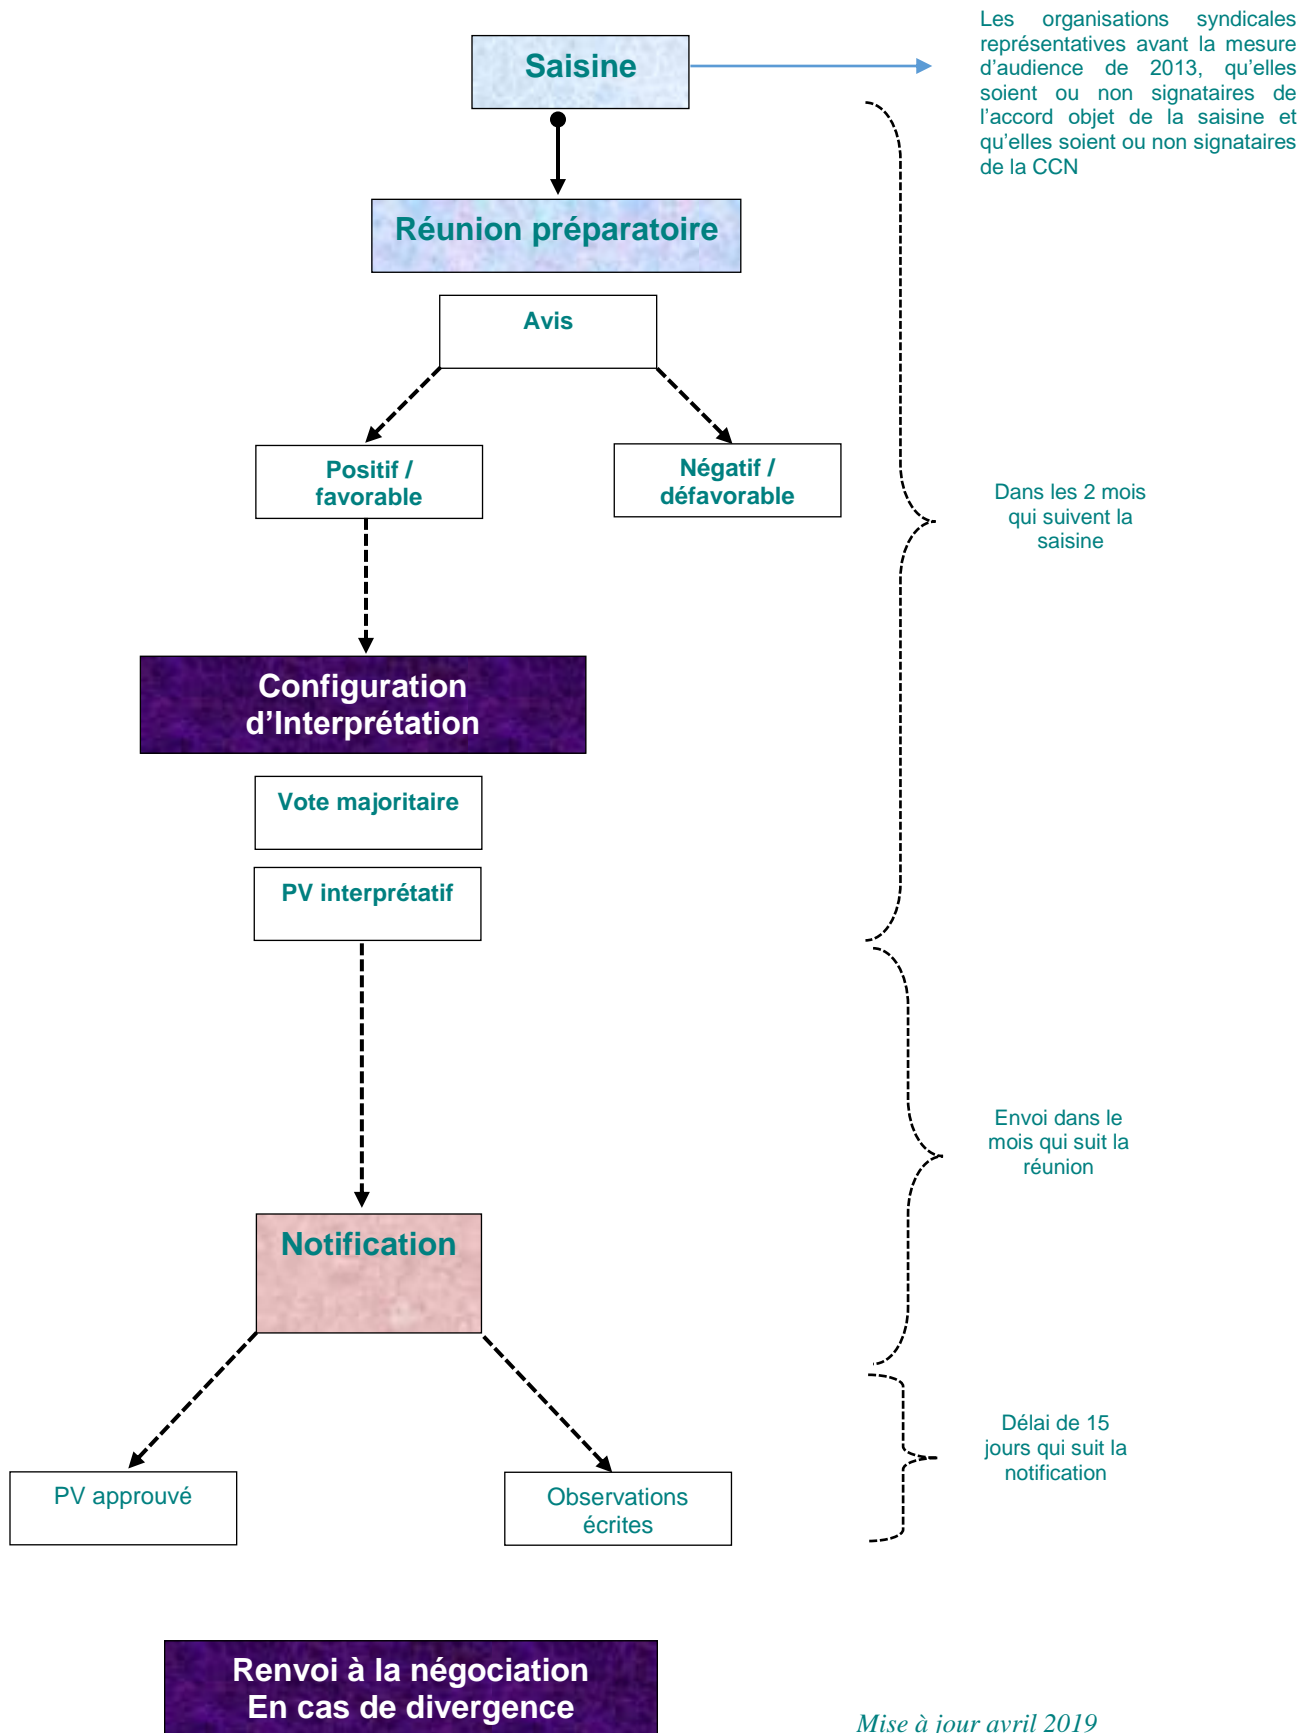 Les organisations syndicales
représentatives avant la mesure
d’audience de 2013, qu’elles
soient ou non signataires de
l’accord objet de la saisine et
qu’elles soient ou non signataires
de la CCN
Saisine
Réunion préparatoire
Avis
Positif /
favorable
Négatif /
défavorable
Dans les 2 mois
qui suivent la
saisine
Configuration
d’Interprétation
Vote majoritaire
PV interprétatif
Envoi dans le
mois qui suit la
réunion
Notification
Délai de 15
jours qui suit la
notification
PV approuvé
Observations
écrites
Renvoi à la négociation
En cas de divergence
Mise à jour avril 2019